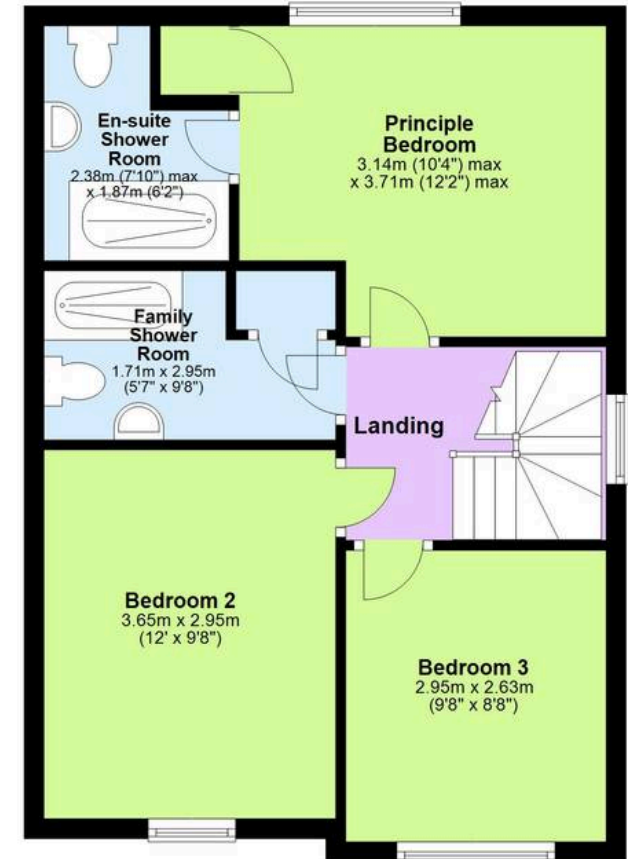 En-suite
Shower
Room
2.38m (7'10") max
x 1.87m (6'2")
Principle
Bedroom
3.14m (10'4") max
x 3.71m (12'2") max
Family
Shower
Room
1.71m x 2.95m
(5'7" x 9'8")
Landing
Bedroom 2
3.65m x 2.95m
(12' x 9'8")
Bedroom 3
2.95m x 2.63m
(9'8" x 8'8")